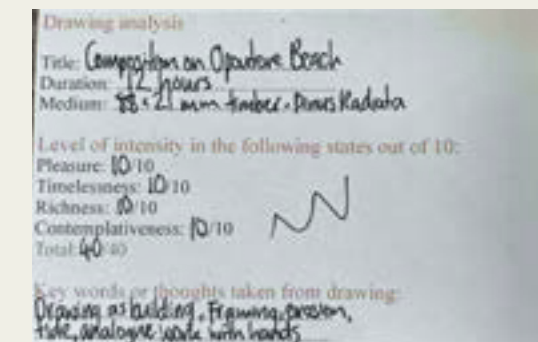 Drawing analysis
Title: Composition on Opoutere Beach
Duration: 12 hours
Medium: 88 × 21 mm timber - Pinus Radiata
Level of intensity in the following states out of 10:
Pleasure: 10/10
Timelessness: 10/10
Richness: 10/10
Contemplativeness: 10/10
Total: 40/40
Key words or thoughts taken from drawing:
Drawing as building, Framing,
tide, analogue work with hands